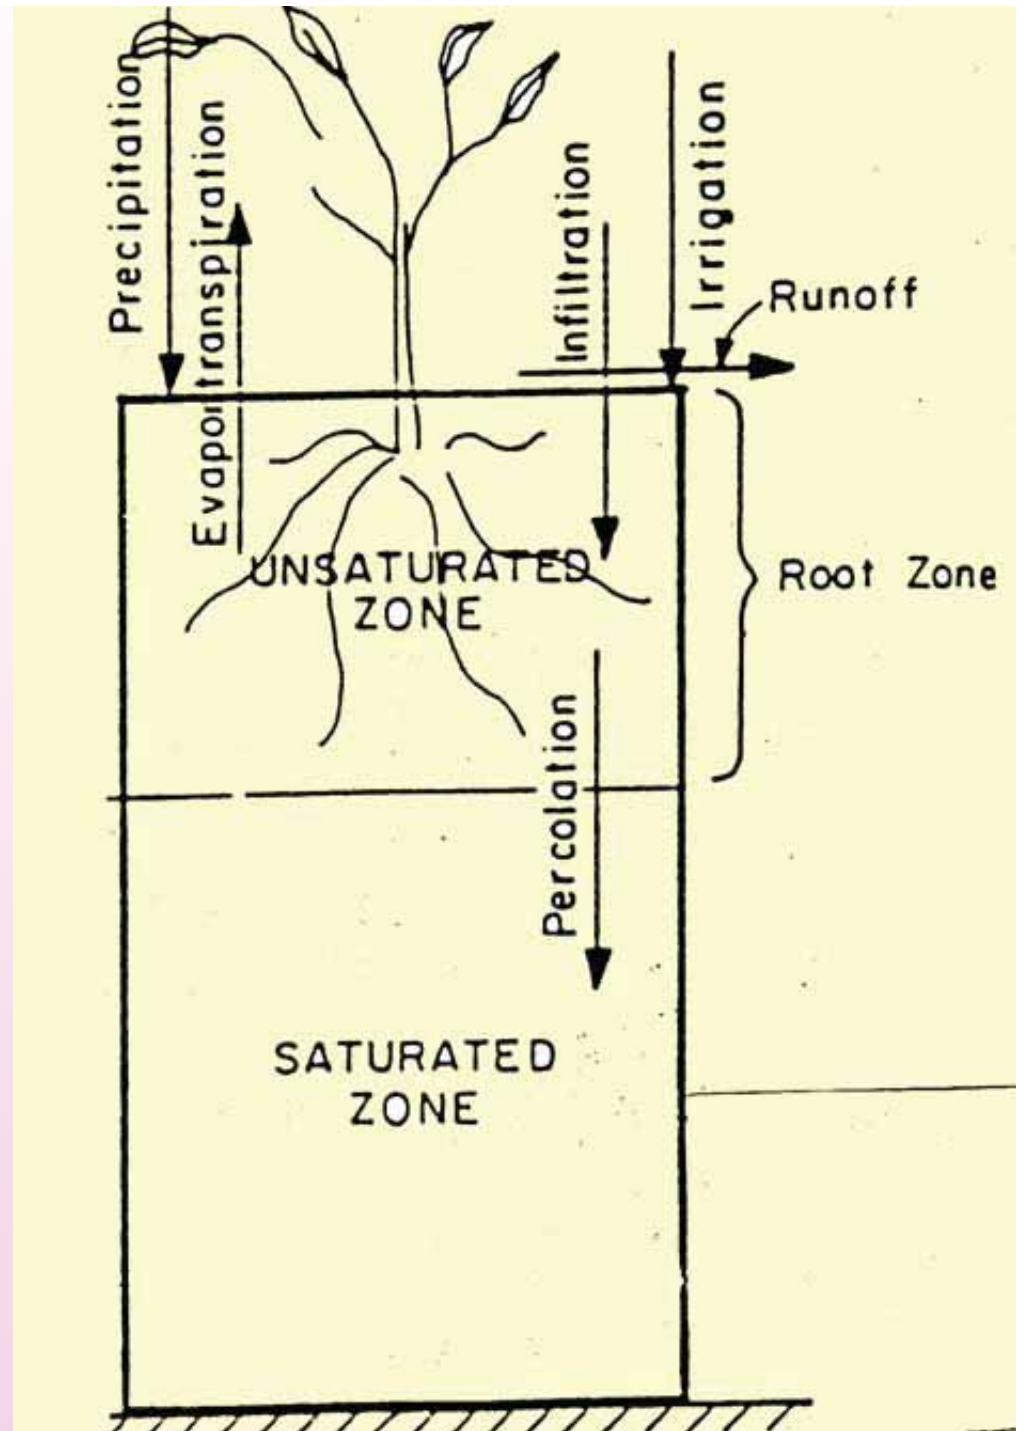 Precipitation
Evapotranspiration
Infiltration
Irrigation
Runoff
UNSATURATED
ZONE
Root Zone
Percolation
SATURATED
ZONE